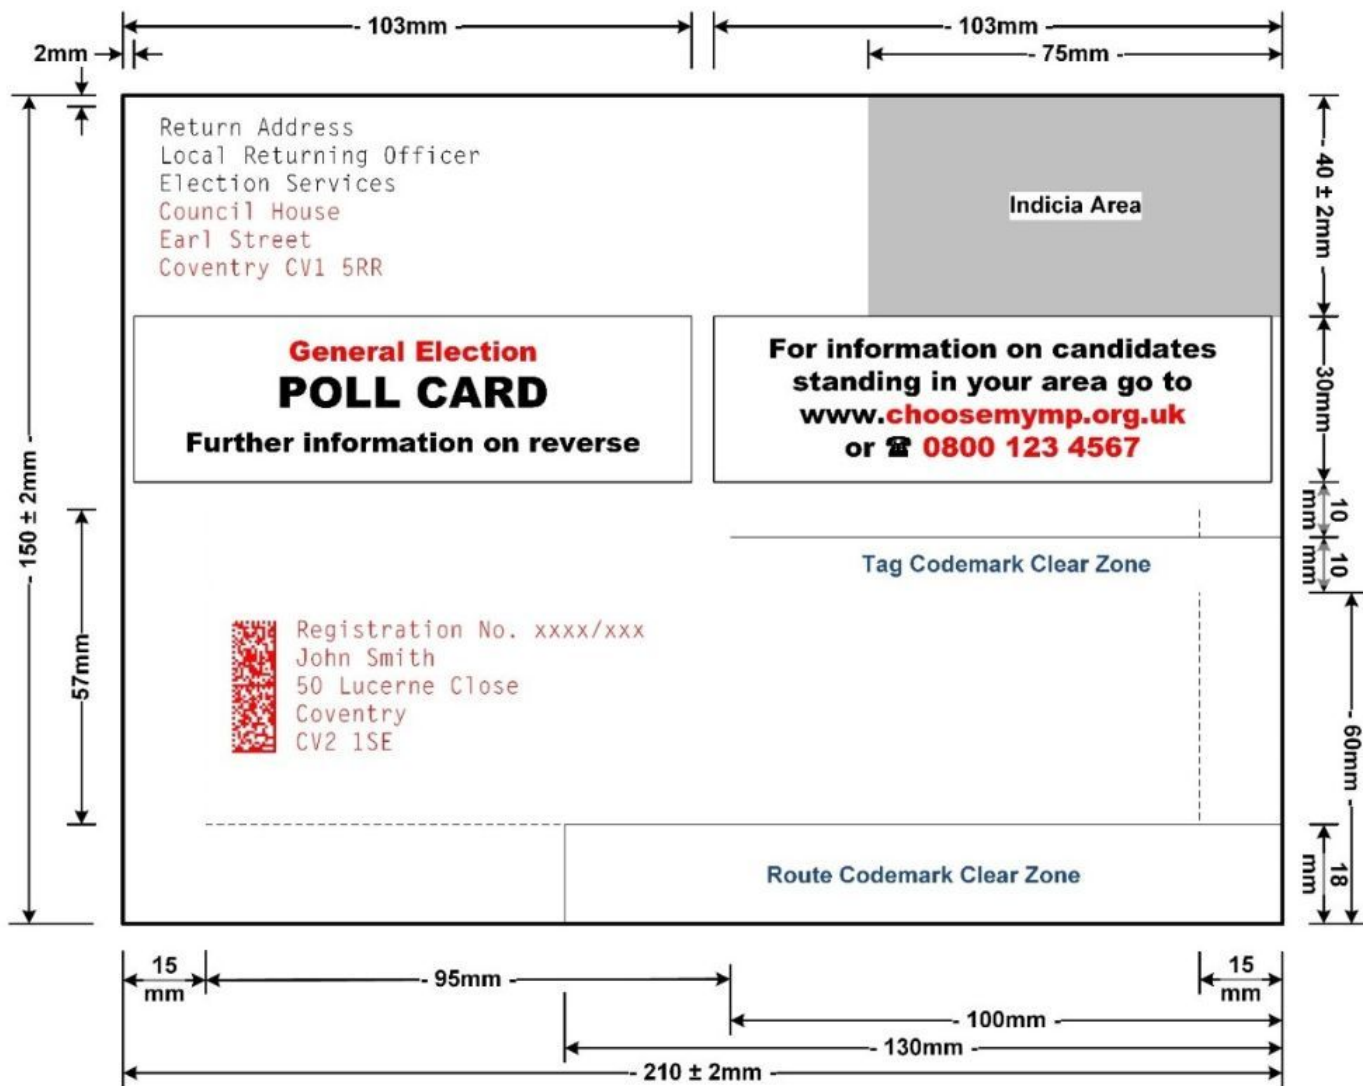 - 103mm -
- 103mm -
2mm
- 75mm -
Return Address
Local Returning Officer
Election Services
Council House
Earl Street
Coventry CV1 5RR
Indicia Area
- 40 ± 2mm -
General Election
POLL CARD
Further information on reverse
For information on candidates
standing in your area go to
www.choosemymp.org.uk
or ☎ 0800 123 4567
-30mm-
- 150 ± 2mm -
10
mm
Tag Codemark Clear Zone
10
mm
-57mm-
Registration No. xxxx/xxx
John Smith
50 Lucerne Close
Coventry
CV2 1SE
- 60mm -
Route Codemark Clear Zone
18
mm
15
mm
- 95mm -
15
mm
- 100mm -
- 130mm -
- 210 ± 2mm -